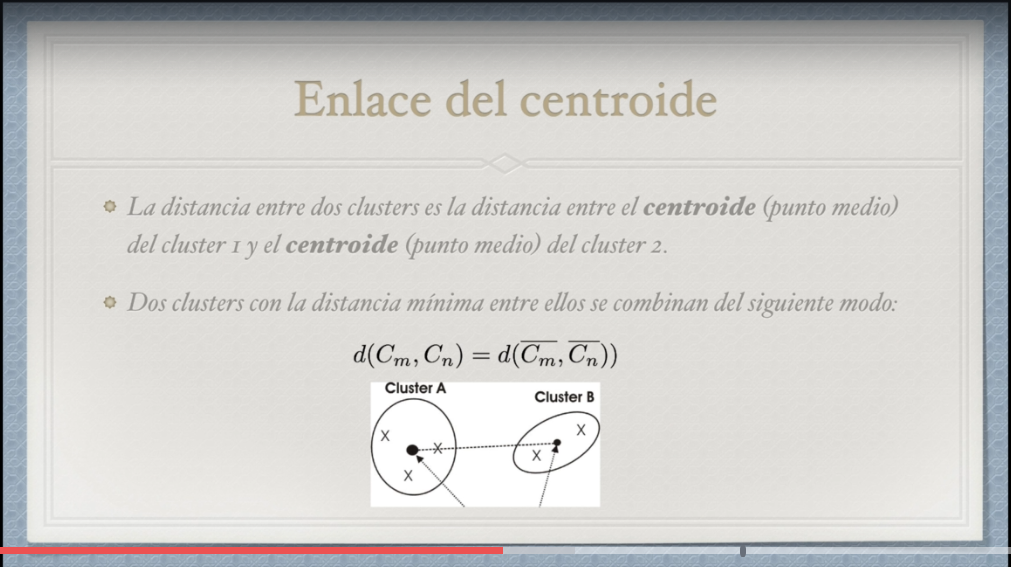 Enlace del centroide
La distancia entre dos clusters es la distancia entre el centroide (punto medio)
del cluster 1 y el centroide (punto medio) del cluster 2.
Dos clusters con la distancia mínima entre ellos se combinan del siguiente modo:
d(C_m, C_n) = d(\overline{C_m}, \overline{C_n}))
Cluster A
Cluster B
X
X
X
X
X